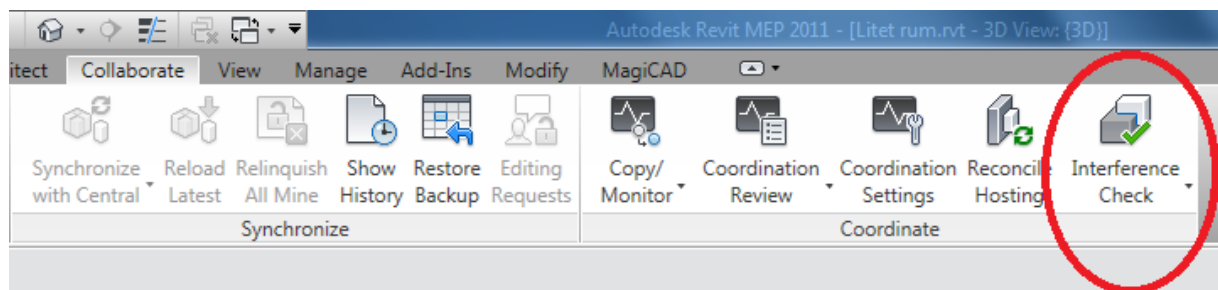 Autodesk Revit MEP 2011 - [Litet rum.rvt - 3D View: {3D}]
itect Collaborate View Manage Add-Ins Modify MagiCAD
Synchronize Reload Relinquish Show Restore Editing Copy/ Coordination Coordination Reconcile Interference
with Central Latest All Mine History Backup Requests Monitor Review Settings Hosting Check
Synchronize Coordinate